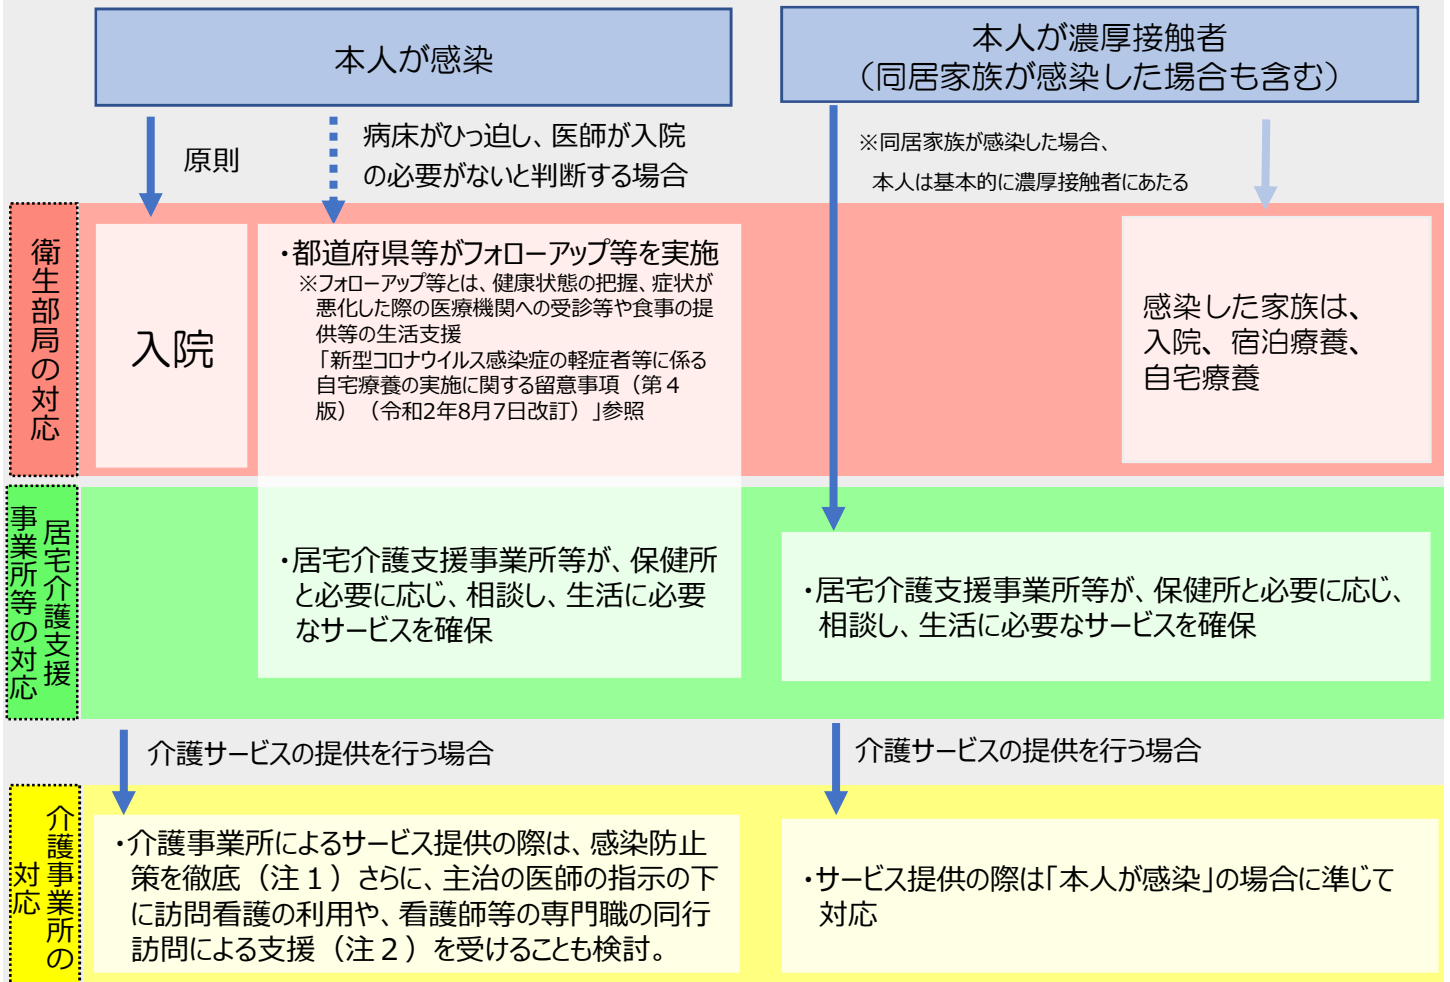 本人が感染
本人が濃厚接触者
（同居家族が感染した場合も含む）
原則
病床がひっ迫し、医師が入院
の必要がないと判断する場合
※同居家族が感染した場合、
本人は基本的に濃厚接触者にあたる
衛生部局の対応
入院
・都道府県等がフォローアップ等を実施
※フォローアップ等とは、健康状態の把握、症状が
悪化した際の医療機関への受診等や食事の提
供等の生活支援
「新型コロナウイルス感染症の軽症者等に係る
自宅療養の実施に関する留意事項（第４
版）（令和2年8月7日改訂）」参照
感染した家族は、
入院、宿泊療養、
自宅療養
居宅介護支援
事業所等の対応
・居宅介護支援事業所等が、保健所
と必要に応じ、相談し、生活に必要
なサービスを確保
・居宅介護支援事業所等が、保健所と必要に応じ、
相談し、生活に必要なサービスを確保
介護サービスの提供を行う場合
介護サービスの提供を行う場合
介護事業所の
対応
・介護事業所によるサービス提供の際は、感染防止
策を徹底（注１）さらに、主治の医師の指示の下
に訪問看護の利用や、看護師等の専門職の同行
訪問による支援（注２）を受けることも検討。
・サービス提供の際は「本人が感染」の場合に準じて
対応